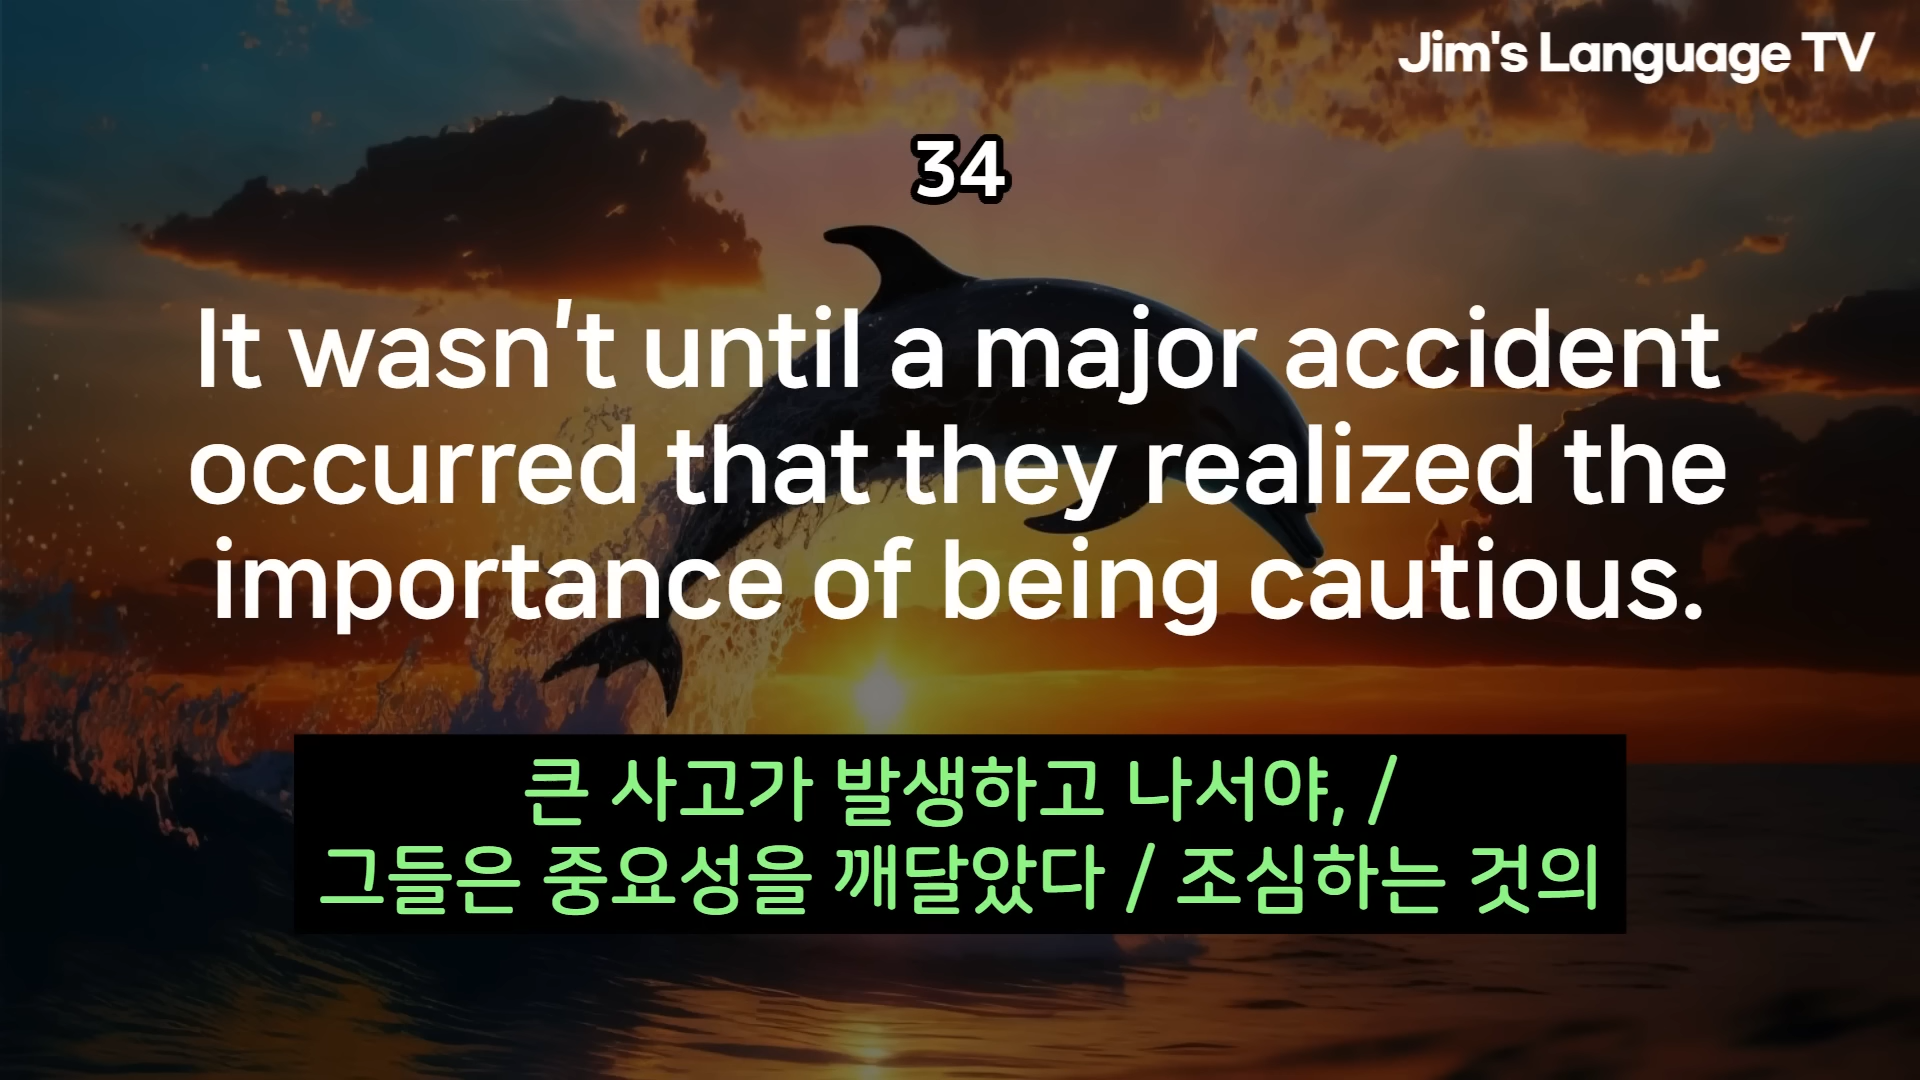 Jim's Language TV
34
It wasn't until a major accident
occurred that they realized the
importance of being cautious.
큰 사고가 발생하고 나서야, /
그들은 중요성을 깨달았다 / 조심하는 것의